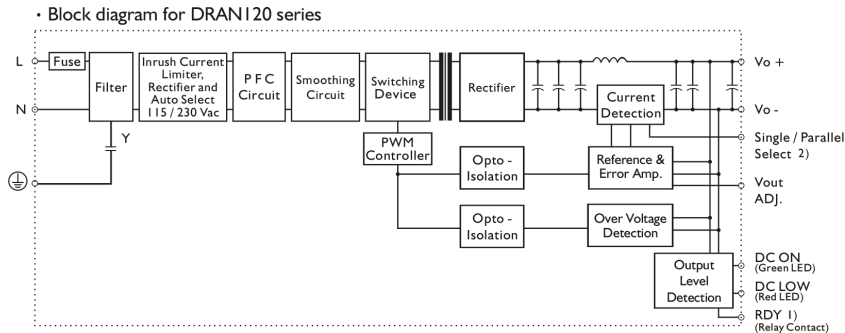 · Block diagram for DRAN120 series
L
Fuse
Filter
Inrush Current
Limiter,
Rectifier and
Auto Select
115 / 230 Vac
P F C
Circuit
Smoothing
Circuit
Switching
Device
Rectifier
Vo +
N
Y
Current
Detection
Vo -
PWM
Controller
Opto -
Isolation
Reference &
Error Amp.
Single / Parallel
Select 2)
Vout
ADJ.
Opto -
Isolation
Over Voltage
Detection
Output
Level
Detection
DC ON
(Green LED)
DC LOW
(Red LED)
RDY 1)
(Relay Contact)